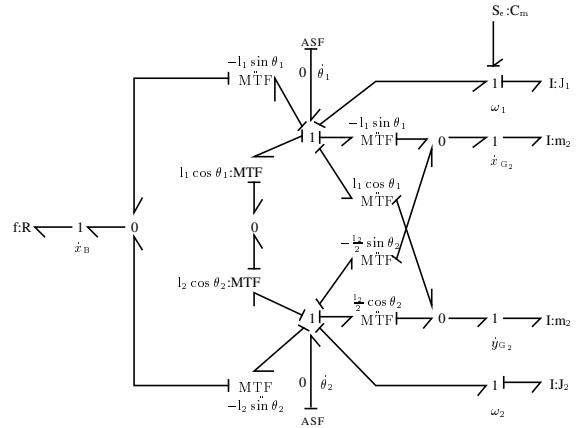 Se :Cm
ASF
−l1 sin θ1
MTF
0 θ̇1
1
I:J1
ω1
−l1 sin θ1
1
MTF
0
1
I:m2
ẋG2
l1 cos θ1:MTF
l1 cos θ1
MTF
f:R
1
0
0
ẋB
−l2/2 sin θ2
MTF
l2 cos θ2:MTF
l2/2 cos θ2
1
MTF
0
1
I:m2
ẏG2
MTF
0 θ̇2
1
I:J2
−l2 sin θ2
ω2
ASF